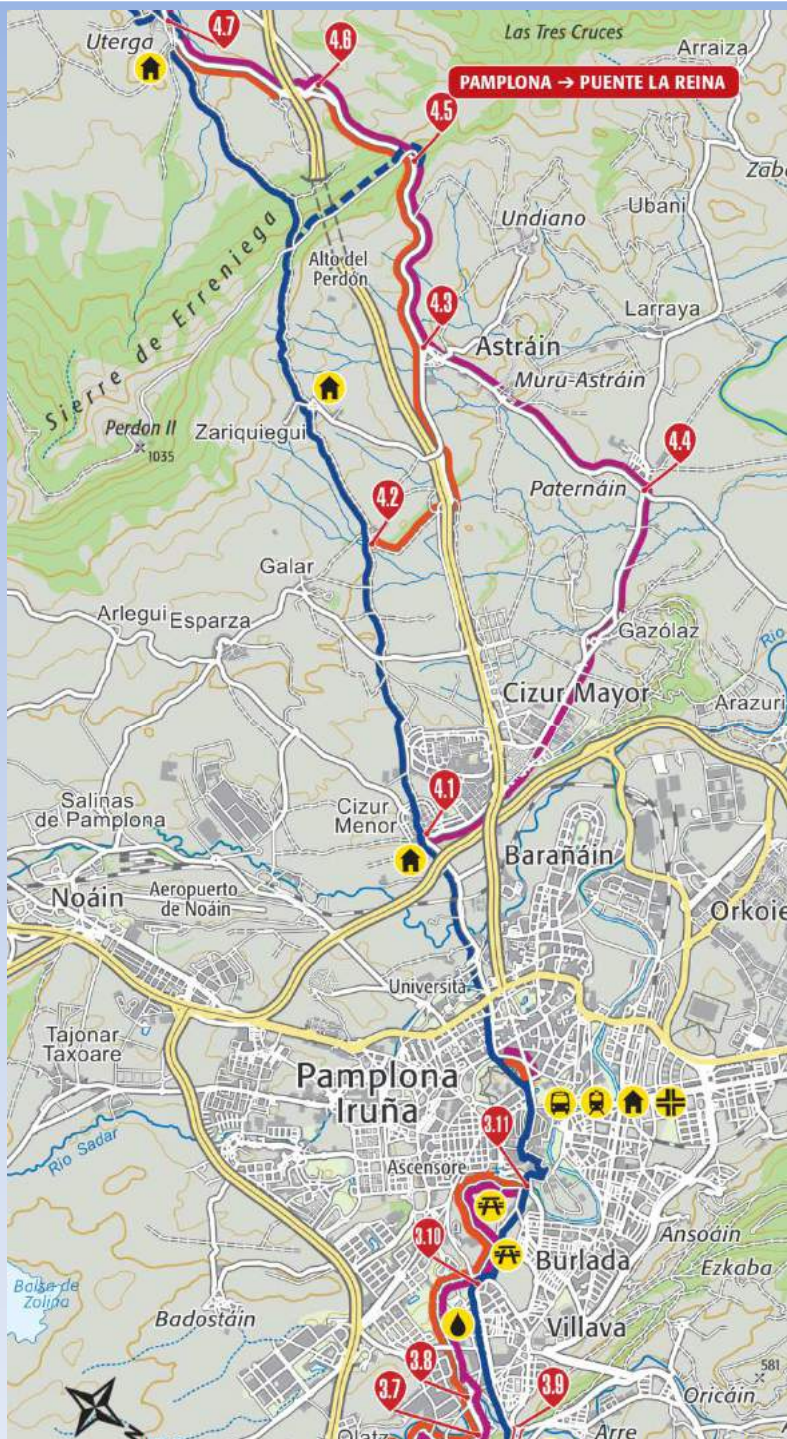 4.7
Las Tres Cruces
Uterga
4.6
Arraiza
PAMPLONA → PUENTE LA REINA
4.5
Ubani
Undiano
Alto del
Perdón
Larraya
4.3
Astráin
Muru-Astráin
Sierre de Erreniega
Perdon II
1035
Zariquiegui
4.4
Paternáin
4.2
Galar
Arlegui
Esparza
Gazólaz
Rio
Cizur Mayor
Arazuri
Salinas
de Pamplona
Cizur
Menor
4.1
Barañáin
Noáin
Aeropuerto
de Noáin
Orkoie
Università
Tajonar
Taxoare
Pamplona
Iruña
Rio Sadar
3.11
Ascensore
3.10
Burlada
Ansoáin
Ezkaba
Balsa de
Zolina
Badostáin
Villava
3.8
3.7
3.9
581
Oricáin
Olatz
Arre
N